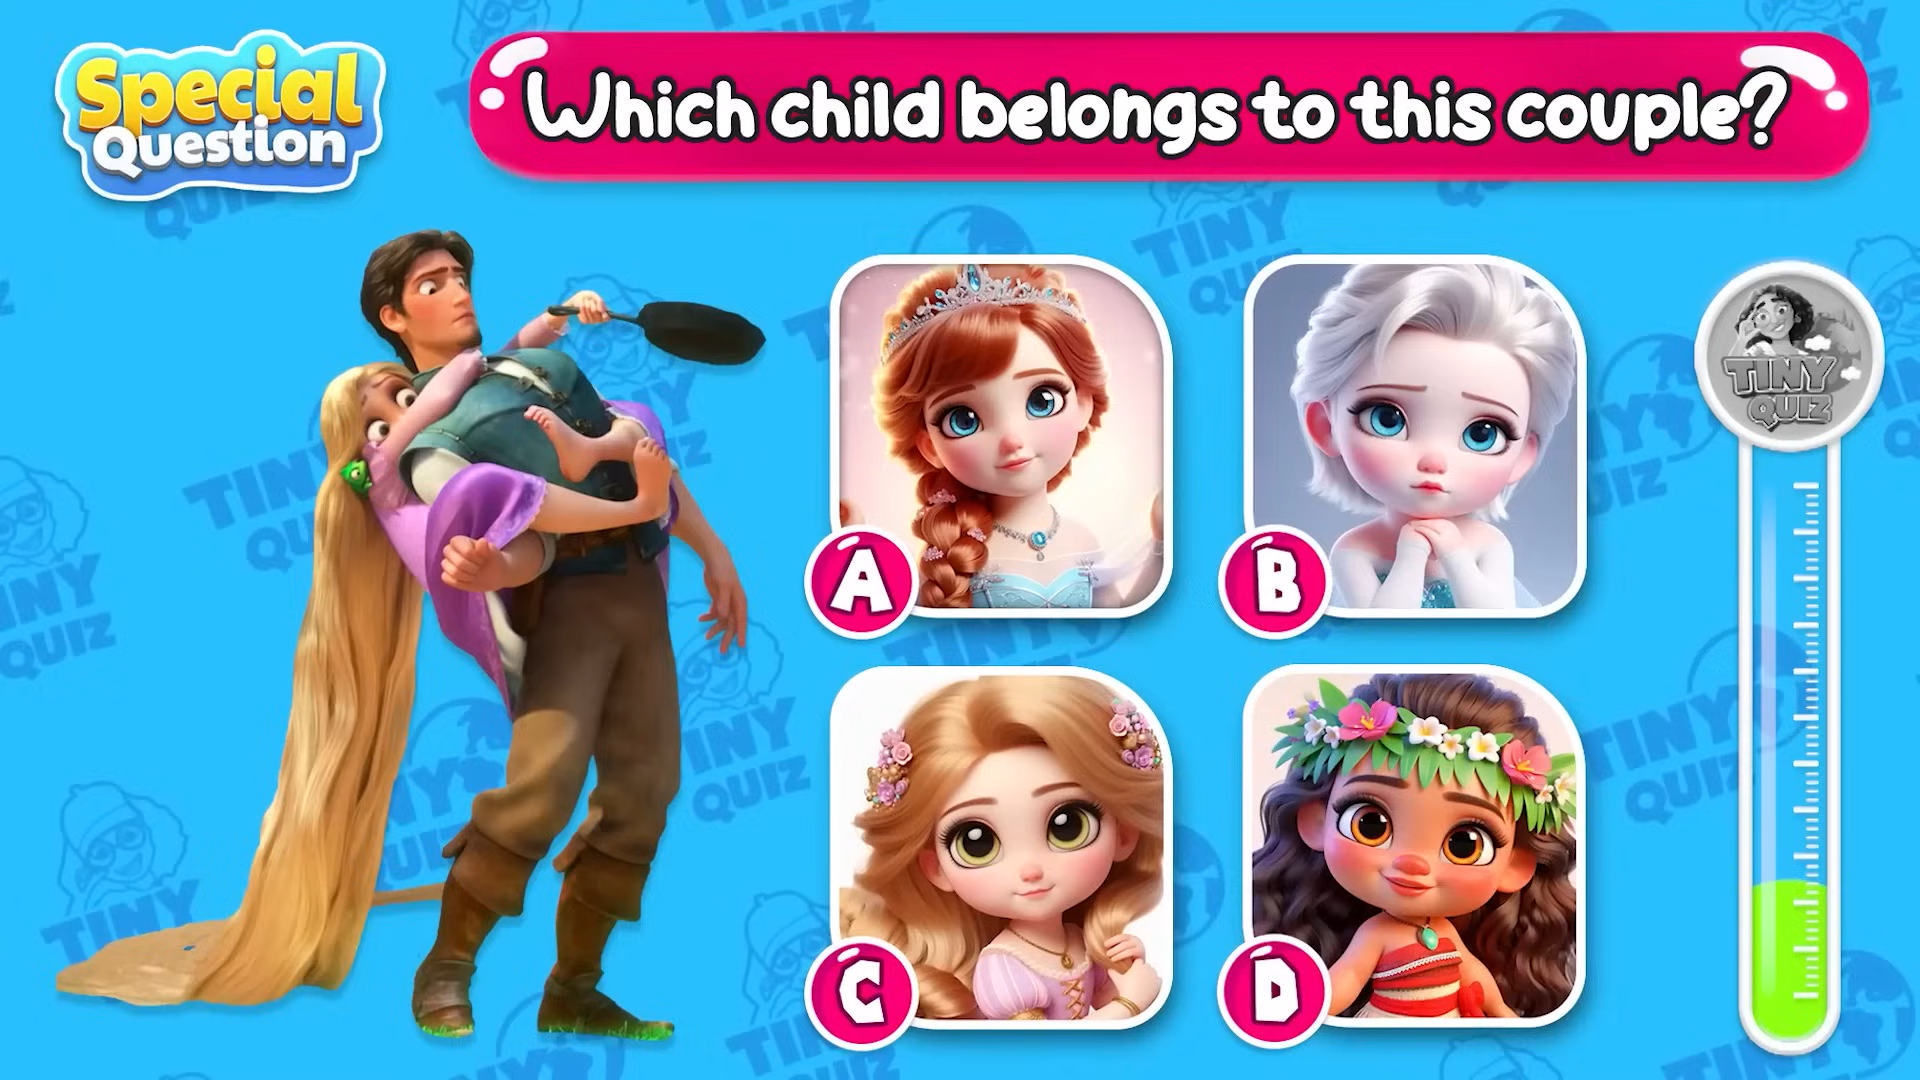 Special
Question
Which child belongs to this couple?
A
B
TINY
QUIZ
C
D